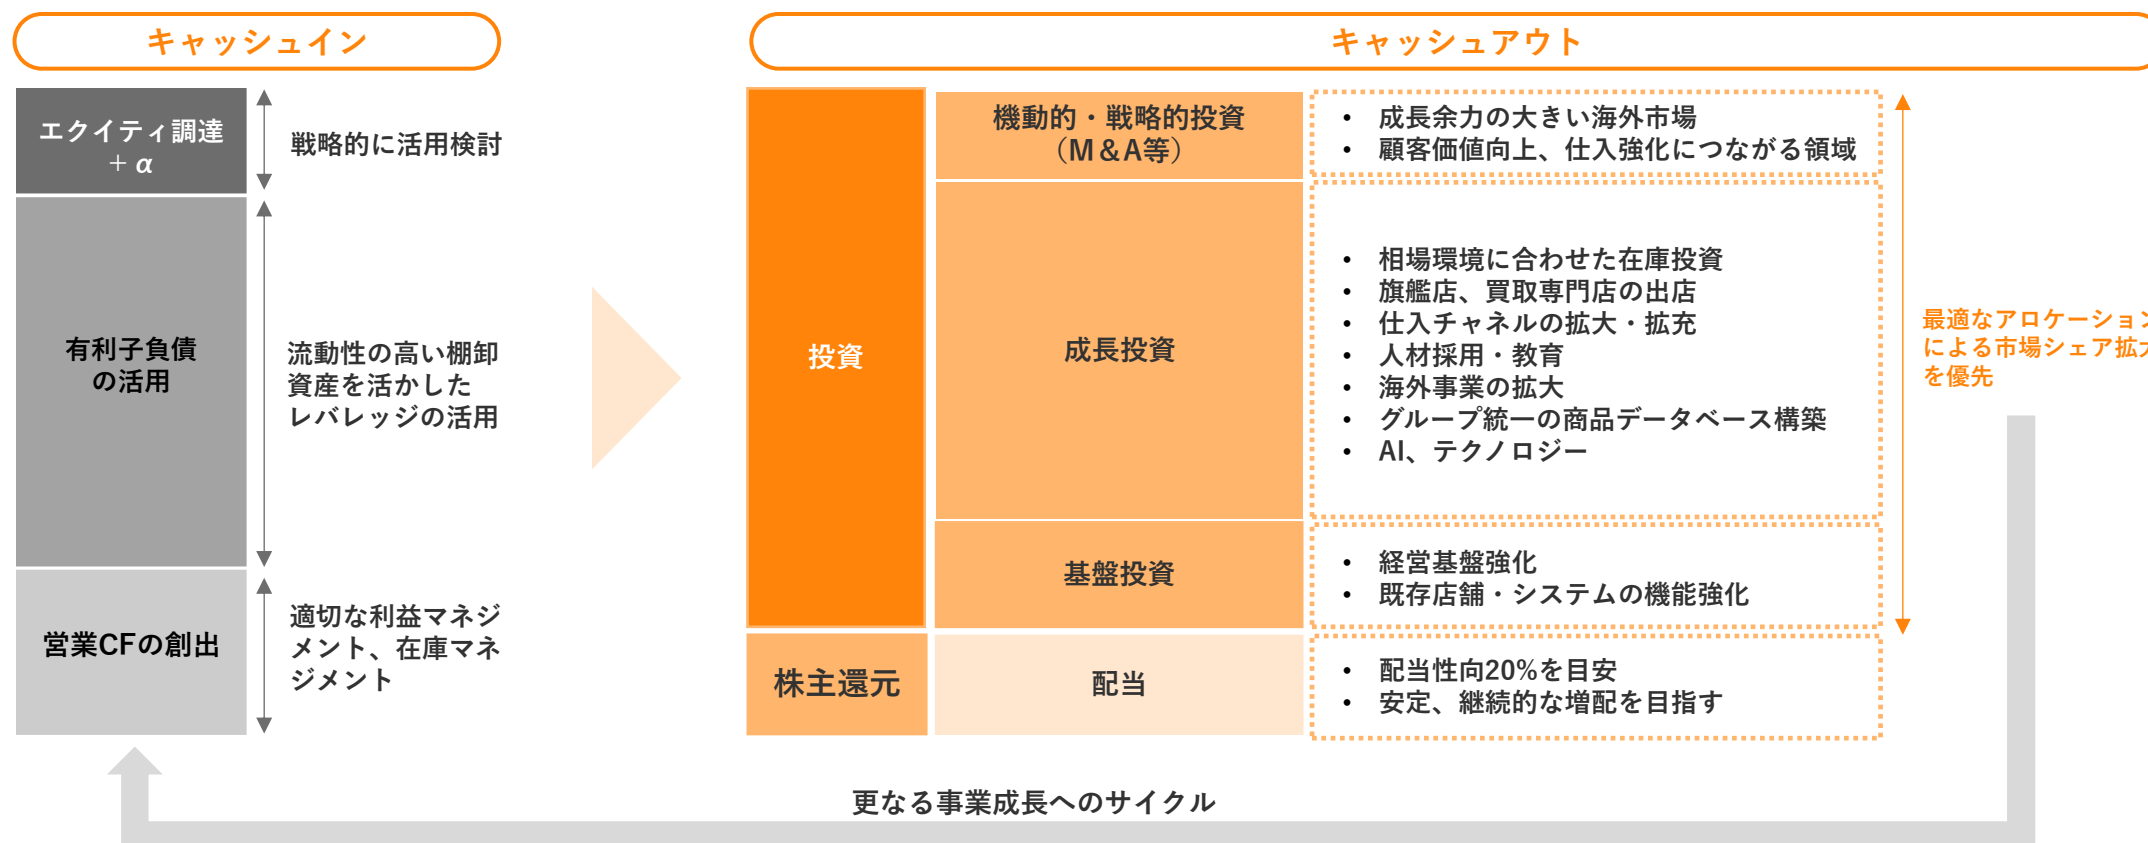 キャッシュイン
キャッシュアウト
エクイティ調達
+ α
戦略的に活用検討
有利子負債
の活用
流動性の高い棚卸
資産を活かした
レバレッジの活用
営業CFの創出
適切な利益マネジ
メント、在庫マネ
ジメント
投資
機動的・戦略的投資
（M＆A等）
• 成長余力の大きい海外市場
• 顧客価値向上、仕入強化につながる領域
成長投資
• 相場環境に合わせた在庫投資
• 旗艦店、買取専門店の出店
• 仕入チャネルの拡大・拡充
• 人材採用・教育
• 海外事業の拡大
• グループ統一の商品データベース構築
• AI、テクノロジー
基盤投資
• 経営基盤強化
• 既存店舗・システムの機能強化
最適なアロケーション
による市場シェア拡大
を優先
株主還元
配当
• 配当性向20%を目安
• 安定、継続的な増配を目指す
更なる事業成長へのサイクル